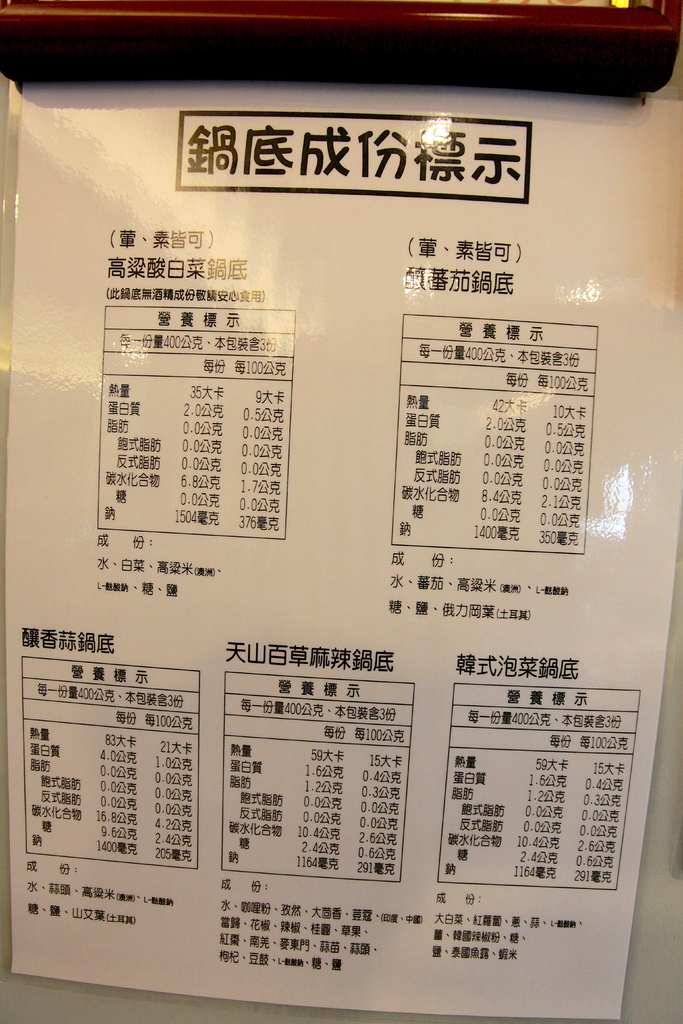 鍋底成份標示
(葷、素皆可)
高粱酸白菜鍋底
(此鍋底無酒精成份敬請安心食用)
營養標示
每一份量400公克、本包裝含3份
每份 每100公克
熱量 35大卡 9大卡
蛋白質 2.0公克 0.5公克
脂肪 0.0公克 0.0公克
飽式脂肪 0.0公克 0.0公克
反式脂肪 0.0公克 0.0公克
碳水化合物 6.8公克 1.7公克
糖 0.0公克 0.0公克
鈉 1504毫克 376毫克
成 份：
水、白菜、高粱米(澳洲)、
L-麩酸鈉、糖、鹽
(葷、素皆可)
釀蕃茄鍋底
營養標示
每一份量400公克、本包裝含3份
每份 每100公克
熱量 42大卡 10大卡
蛋白質 2.0公克 0.5公克
脂肪 0.0公克 0.0公克
飽式脂肪 0.0公克 0.0公克
反式脂肪 0.0公克 0.0公克
碳水化合物 8.4公克 2.1公克
糖 0.0公克 0.0公克
鈉 1400毫克 350毫克
成 份：
水、蕃茄、高粱米(澳洲)、L-麩酸鈉
糖、鹽、俄力岡葉(土耳其)
釀香蒜鍋底
營養標示
每一份量400公克、本包裝含3份
每份 每100公克
熱量 83大卡 21大卡
蛋白質 4.0公克 1.0公克
脂肪 0.0公克 0.0公克
飽式脂肪 0.0公克 0.0公克
反式脂肪 0.0公克 0.0公克
碳水化合物 16.8公克 4.2公克
糖 9.6公克 2.4公克
鈉 1400毫克 205毫克
成 份：
水、蒜頭、高粱米(澳洲)、L-麩酸鈉
糖、鹽、山艾葉(土耳其)
天山百草麻辣鍋底
營養標示
每一份量400公克、本包裝含3份
每份 每100公克
熱量 59大卡 15大卡
蛋白質 1.6公克 0.4公克
脂肪 1.2公克 0.3公克
飽式脂肪 0.0公克 0.0公克
反式脂肪 0.0公克 0.0公克
碳水化合物 10.4公克 2.6公克
糖 2.4公克 0.6公克
鈉 1164毫克 291毫克
成 份：
水、咖哩粉、孜然、大茴香、荳蔻、(印度、中國)
當歸、花椒、辣椒、桂圓、草果、
紅棗、南羌、麥東門、蒜苗、蒜頭、
枸杞、豆鼓、L-麩酸鈉、糖、鹽
韓式泡菜鍋底
營養標示
每一份量400公克、本包裝含3份
每份 每100公克
熱量 59大卡 15大卡
蛋白質 1.6公克 0.4公克
脂肪 1.2公克 0.3公克
飽式脂肪 0.0公克 0.0公克
反式脂肪 0.0公克 0.0公克
碳水化合物 10.4公克 2.6公克
糖 2.4公克 0.6公克
鈉 1164毫克 291毫克
成 份：
大白菜、紅蘿蔔、蔥、蒜、L-麩酸鈉、
薑、韓國辣椒粉、糖、
鹽、泰國魚露、蝦米